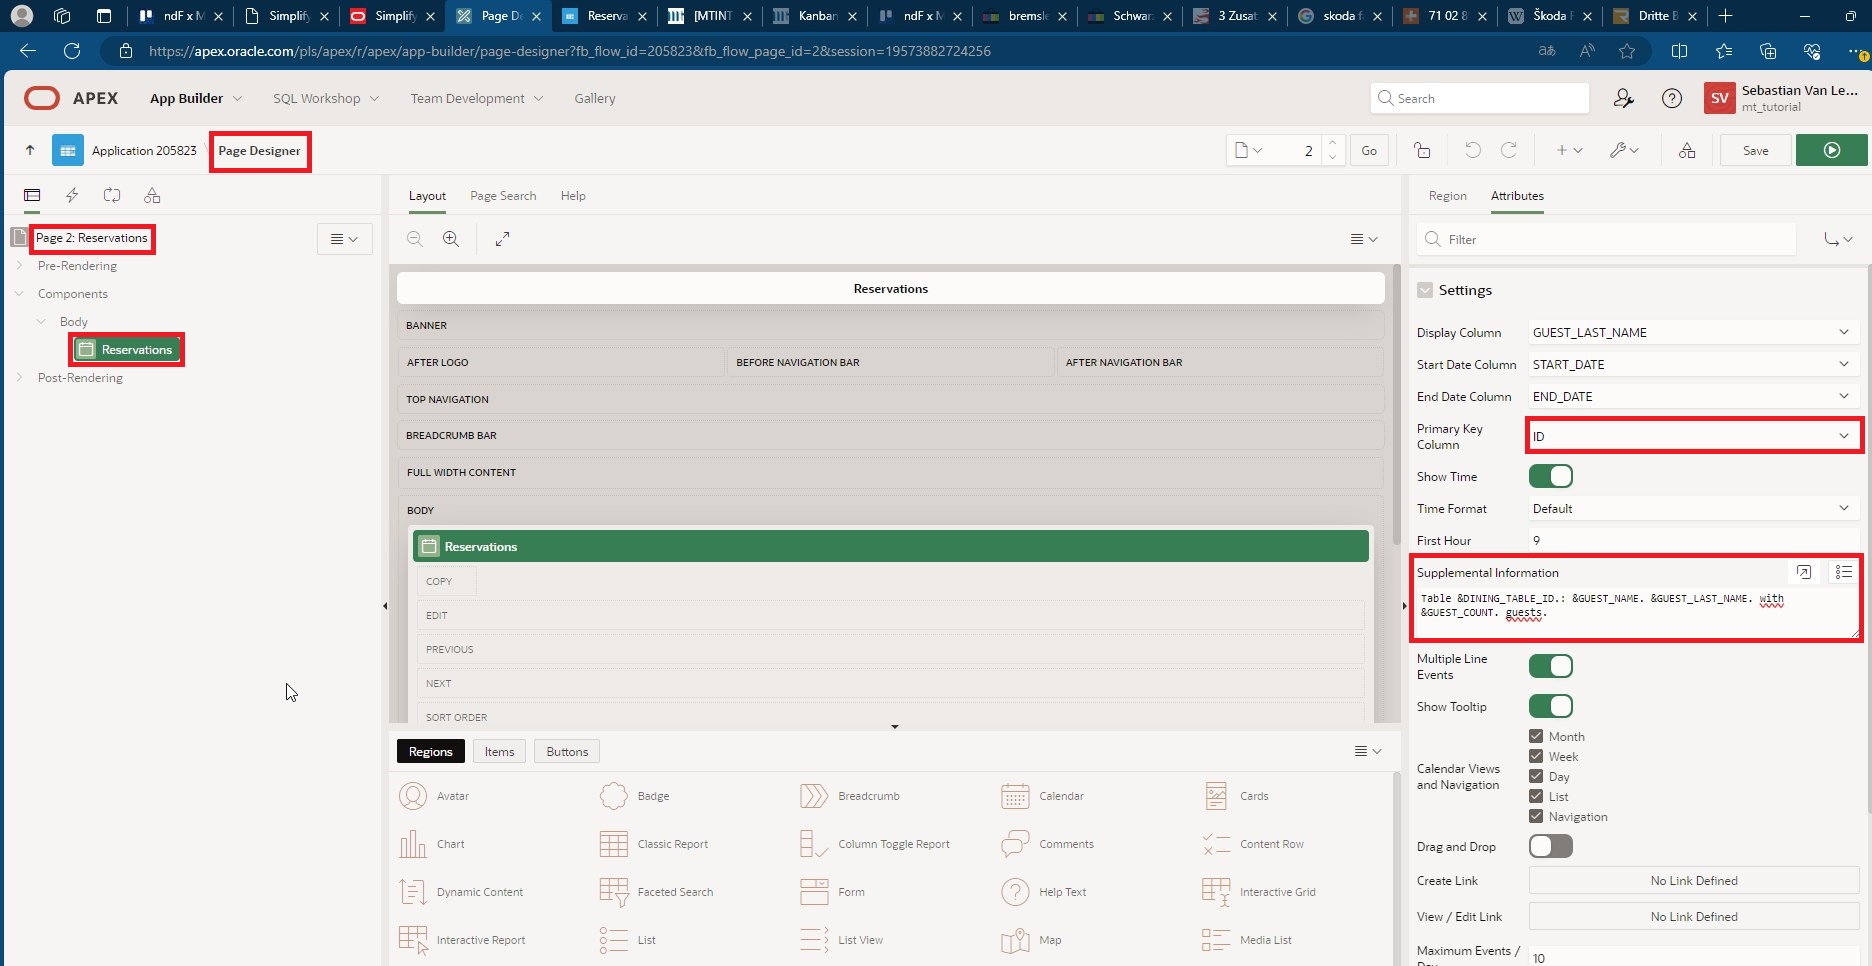 ndF x M
Simplify
Simplify
Page De
Reserva
[MTINT
Kanban
ndF x M
bremsle
Schwar
3 Zusat
skoda f
71 02 8
Škoda F
Dritte B
https://apex.oracle.com/pls/apex/r/apex/app-builder/page-designer?fb_flow_id=205823&fb_flow_page_id=2&session=19573882724256
APEX
App Builder
SQL Workshop
Team Development
Gallery
Search
SV
Sebastian Van Le...
mt_tutorial
Application 205823
Page Designer
2
Go
Save
Layout
Page Search
Help
Region
Attributes
Page 2: Reservations
Pre-Rendering
Components
Body
Reservations
Post-Rendering
Reservations
BANNER
AFTER LOGO
BEFORE NAVIGATION BAR
AFTER NAVIGATION BAR
TOP NAVIGATION
BREADCRUMB BAR
FULL WIDTH CONTENT
BODY
Reservations
COPY
EDIT
PREVIOUS
NEXT
SORT ORDER
Regions
Items
Buttons
Avatar
Badge
Breadcrumb
Calendar
Cards
Chart
Classic Report
Column Toggle Report
Comments
Content Row
Dynamic Content
Faceted Search
Form
Help Text
Interactive Grid
Interactive Report
List
List View
Map
Media List
Filter
Settings
Display Column
GUEST_LAST_NAME
Start Date Column
START_DATE
End Date Column
END_DATE
Primary Key
Column
ID
Show Time
Time Format
Default
First Hour
9
Supplemental Information
Table &DINING_TABLE_ID.: &GUEST_NAME. &GUEST_LAST_NAME. with
&GUEST_COUNT. guests.
Multiple Line
Events
Show Tooltip
Calendar Views
and Navigation
Month
Week
Day
List
Navigation
Drag and Drop
Create Link
No Link Defined
View / Edit Link
No Link Defined
Maximum Events /
10